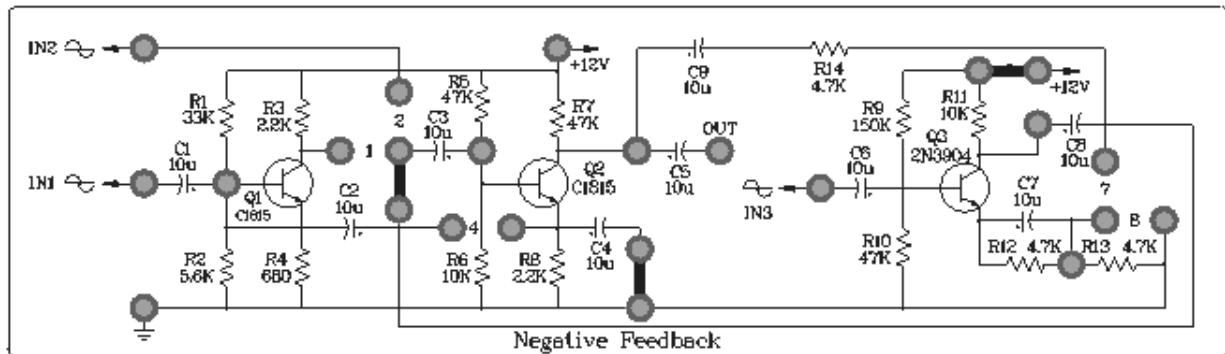 IN2
+12V
C9
10u
R14
4.7K
+12V
R1
33K
R3
2.2K
R5
47K
2
C3
10u
R7
47K
OUT
R9
150K
R11
10K
Q3
2N3904
C8
10u
7
C1
10u
IN1
1
Q1
C1815
C2
10u
Q2
C1815
C5
10u
IN3
C6
10u
C7
10u
8
4
R2
5.6K
R4
680
R6
10K
R8
2.2K
C4
10u
R10
47K
R12 4.7K
R13 4.7K
Negative Feedback